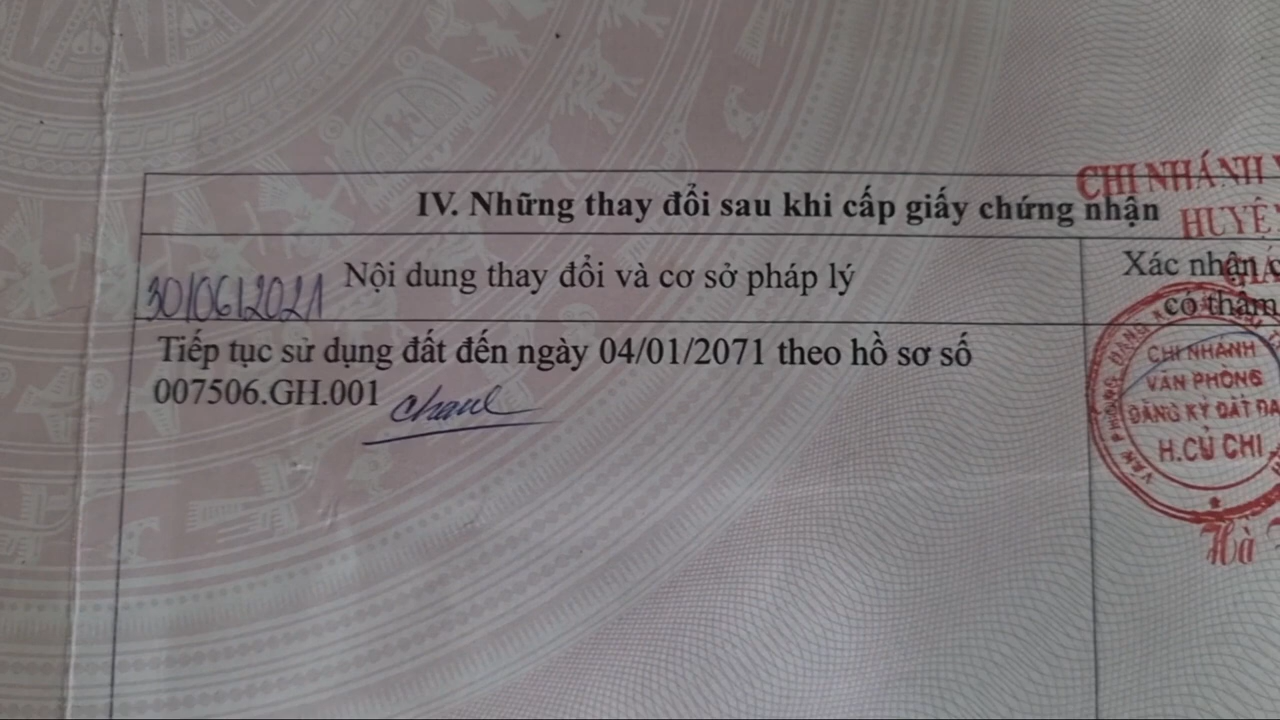 CHI NHÁNH
IV. Những thay đổi sau khi cấp giấy chứng nhận
HUYỆ
Nội dung thay đổi và cơ sở pháp lý
Xác nhận c
30/06/2021
có thẩm
Tiếp tục sử dụng đất đến ngày 04/01/2071 theo hồ sơ số
007506.GH.001
CHI NHÁNH
VĂN PHÒNG
ĐĂNG KÝ ĐẤT ĐA
H.CỦ CHI
Hà